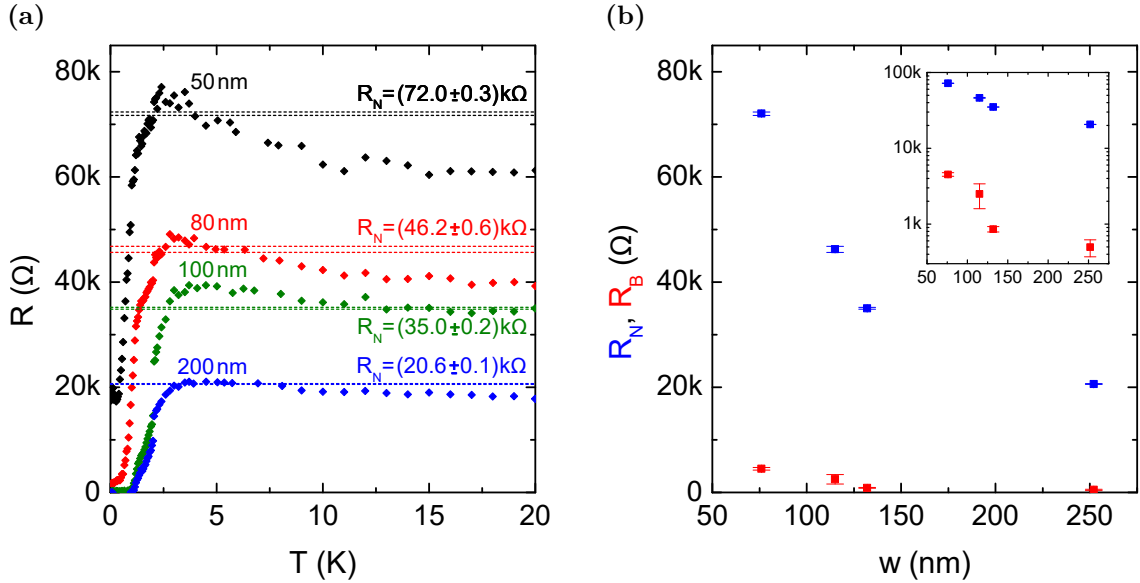 (a)
80k
60k
40k
20k
0
R (Ω)
50 nm
R_N=(72.0±0.3)kΩ
80 nm
R_N=(46.2±0.6)kΩ
100 nm
R_N=(35.0±0.2)kΩ
200 nm
R_N=(20.6±0.1)kΩ
0 5 10 15 20
T (K)
(b)
80k
60k
40k
20k
0
R_N, R_B (Ω)
100k
10k
1k
50 100 150 200 250
50 100 150 200 250
w (nm)